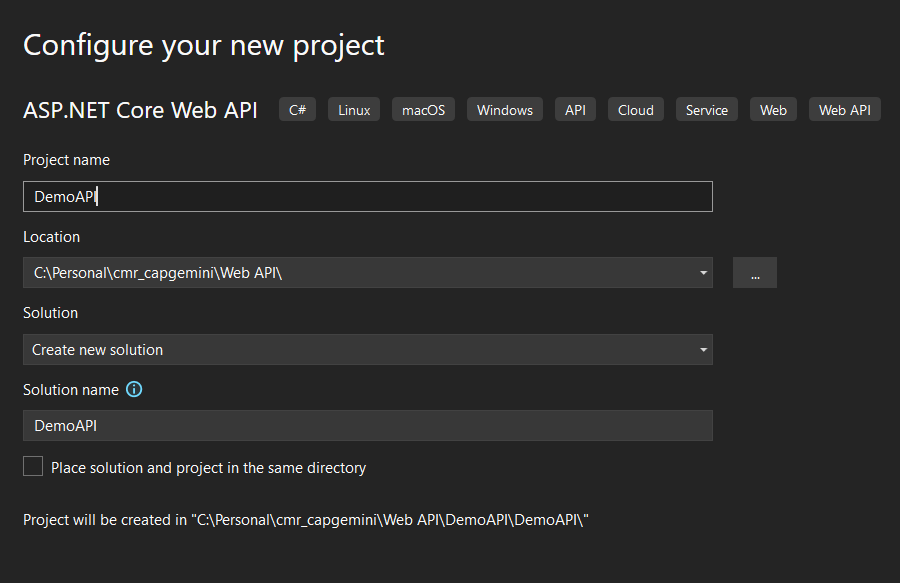 Configure your new project
ASP.NET Core Web API C# Linux macOS Windows API Cloud Service Web Web API
Project name
DemoAPI
Location
C:\Personal\cmr_capgemini\Web API\
...
Solution
Create new solution
Solution name
DemoAPI
Place solution and project in the same directory
Project will be created in "C:\Personal\cmr_capgemini\Web API\DemoAPI\DemoAPI\"